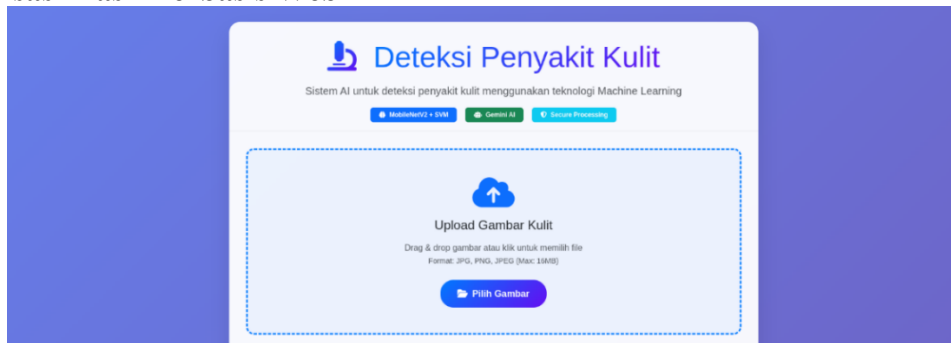 Deteksi Penyakit Kulit
Sistem AI untuk deteksi penyakit kulit menggunakan teknologi Machine Learning
MobileNetV2 + SVM Gemini AI Secure Processing
Upload Gambar Kulit
Drag & drop gambar atau klik untuk memilih file
Format: JPG, PNG, JPEG (Max: 16MB)
Pilih Gambar